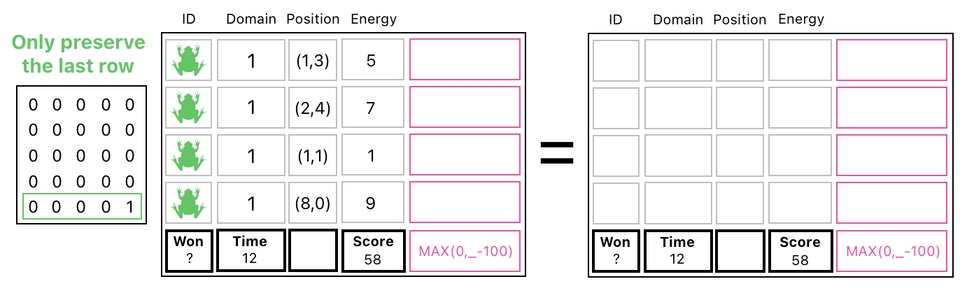 ID Domain Position Energy
ID Domain Position Energy
Only preserve
the last row
0 0 0 0 0
0 0 0 0 0
0 0 0 0 0
0 0 0 0 0
0 0 0 0 1
1 (1,3) 5
1 (2,4) 7
1 (1,1) 1
1 (8,0) 9
Won Time Score
? 12 58
MAX(0,_-100)
=
Won Time Score
? 12 58
MAX(0,_-100)